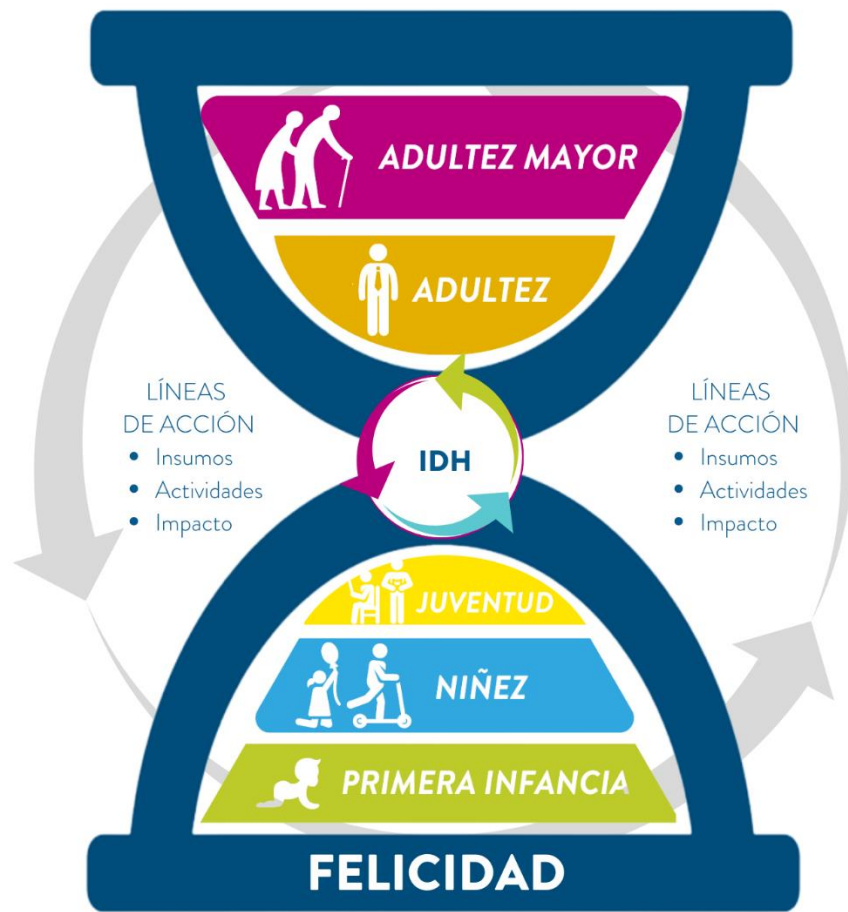 ADULTEZ MAYOR
ADULTEZ
LÍNEAS
DE ACCIÓN
• Insumos
• Actividades
• Impacto
IDH
LÍNEAS
DE ACCIÓN
• Insumos
• Actividades
• Impacto
JUVENTUD
NIÑEZ
PRIMERA INFANCIA
FELICIDAD